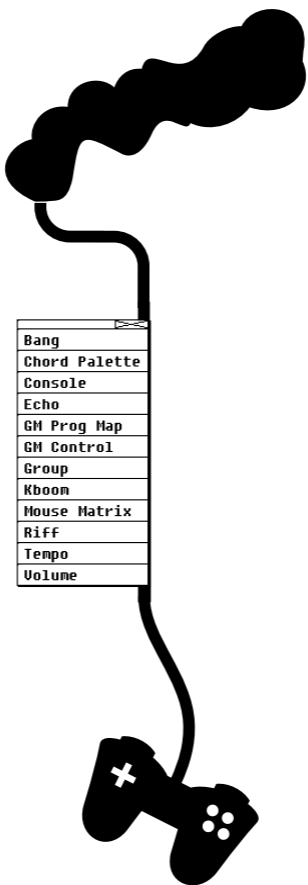 Bang
Chord Palette
Console
Echo
GM Prog Map
GM Control
Group
Kboom
Mouse Matrix
Riff
Tempo
Volume